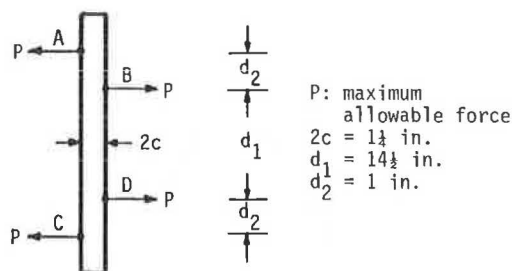 A
P
B
P
d2
P: maximum
allowable force
2c
d1
2c = 1¼ in.
d1 = 14½ in.
d2 = 1 in.
D
P
d2
C
P